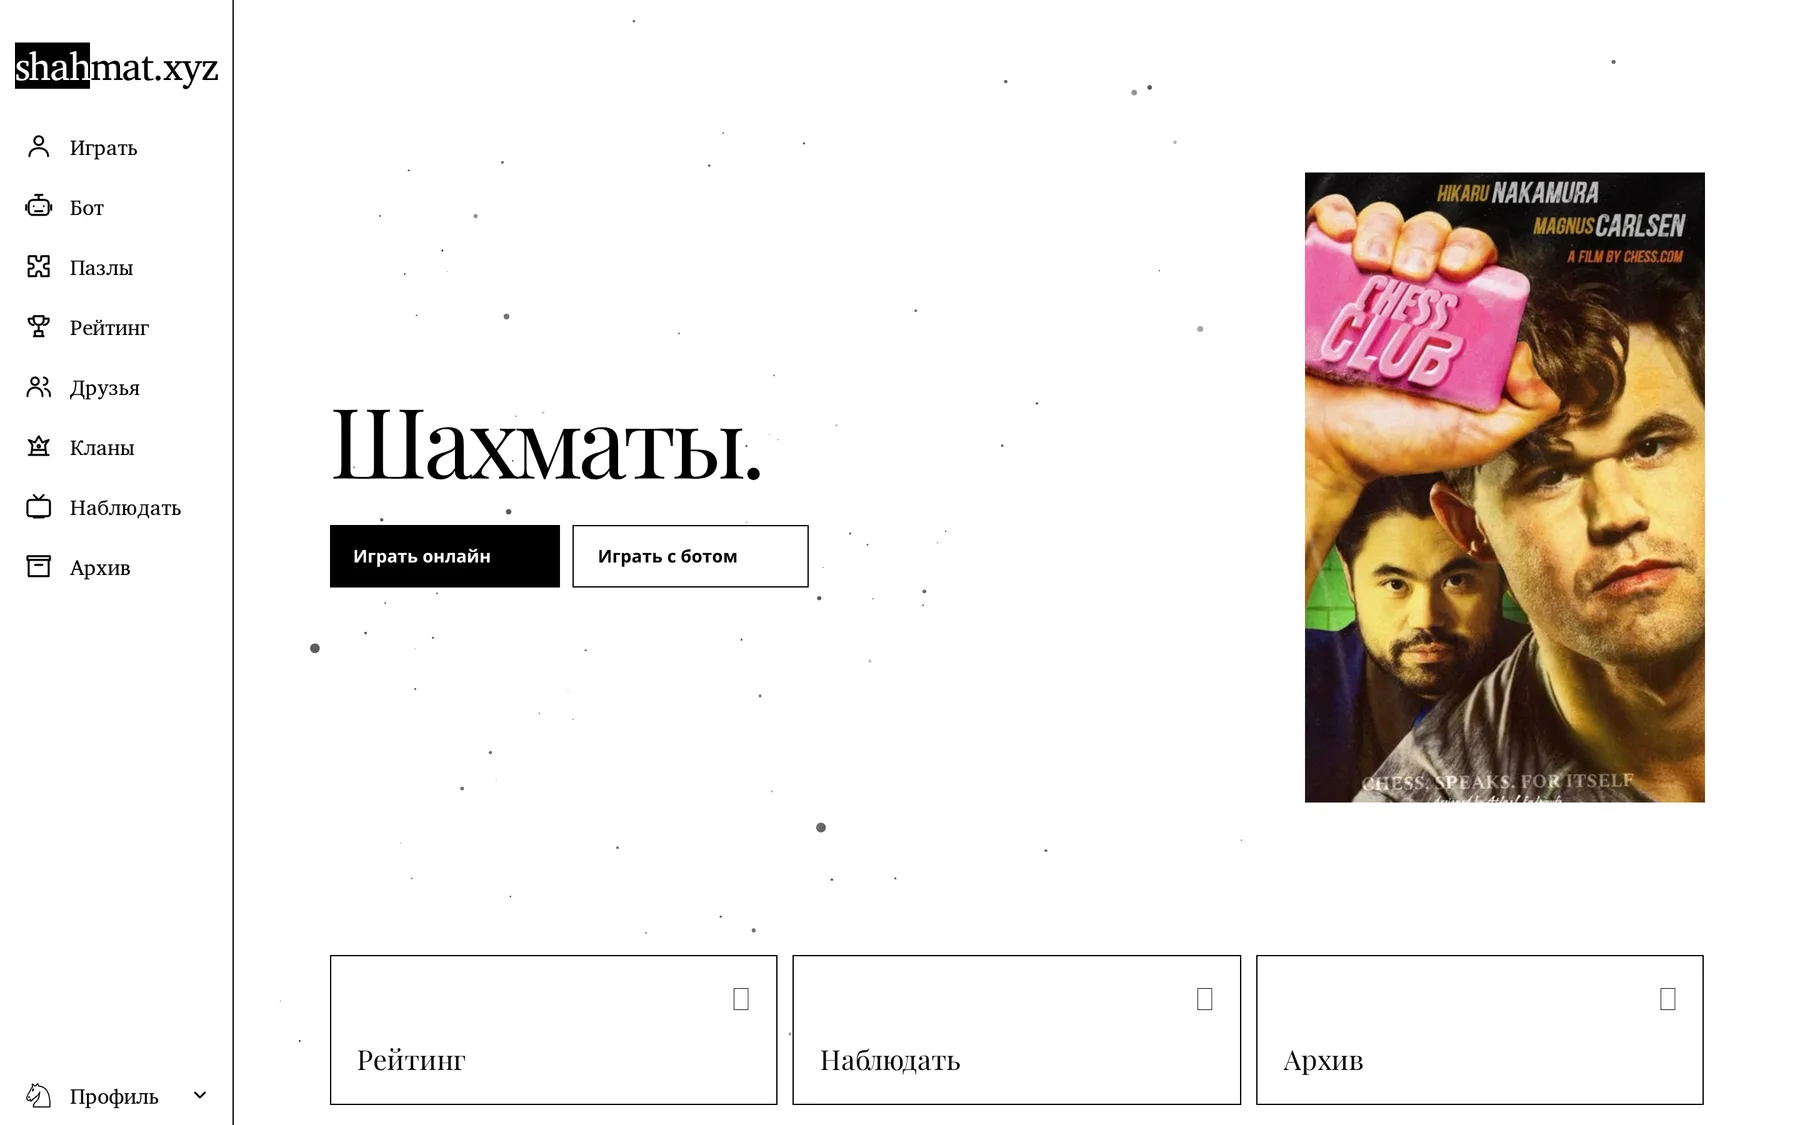 shahmat.xyz
Играть
Бот
Пазлы
Рейтинг
Друзья
Кланы
Наблюдать
Архив
Профиль
Шахматы.
Играть онлайн
Играть с ботом
HIKARU NAKAMURA
MAGNUS CARLSEN
A FILM BY CHESS.COM
CHESS
CLUB
CHESS. SPEAKS. FOR ITSELF
Рейтинг
Наблюдать
Архив